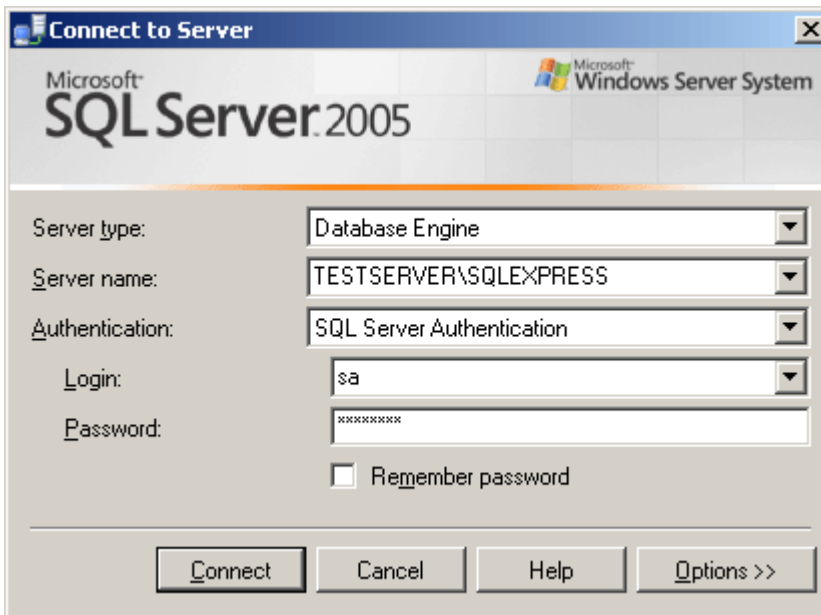 Connect to Server
Microsoft
SQL Server 2005
Microsoft
Windows Server System
Server type: Database Engine
Server name: TESTSERVER\SQLEXPRESS
Authentication: SQL Server Authentication
Login: sa
Password: ********
Remember password
Connect Cancel Help Options >>